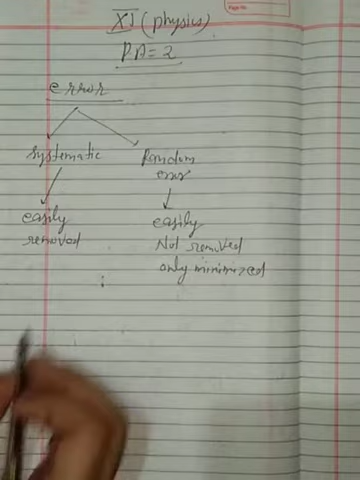 XI (physics)
PA=2
error
systematic
Random
error
easily
removed
easily
Not removed
only minimized